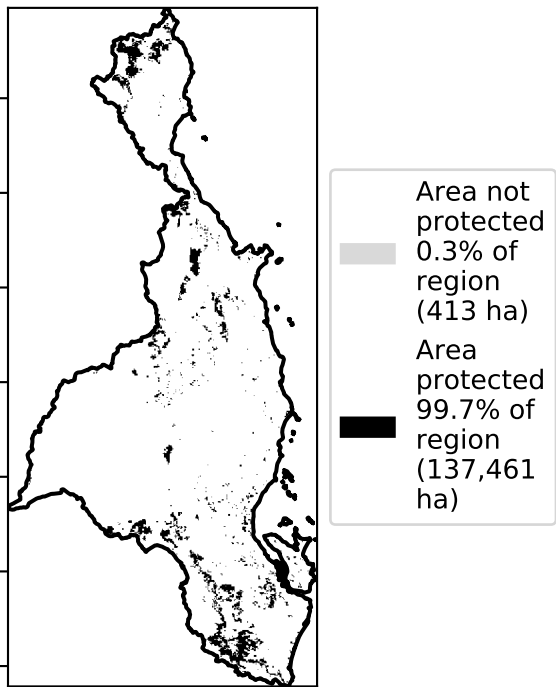 Area not
protected
0.3% of
region
(413 ha)
Area
protected
99.7% of
region
(137,461
ha)